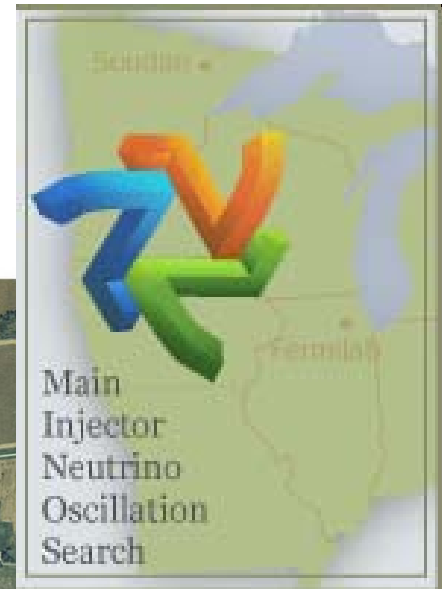 Soudan
Fermilab
Main
Injector
Neutrino
Oscillation
Search